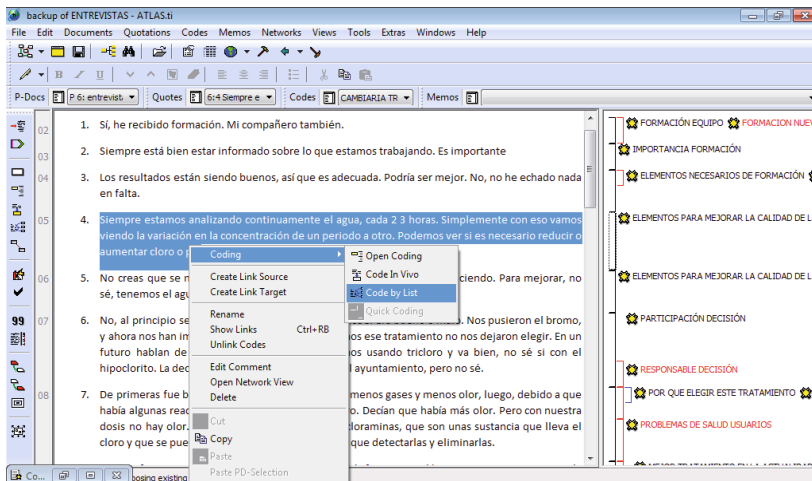 backup of ENTREVISTAS - ATLAS.ti
File Edit Documents Quotations Codes Memos Networks Views Tools Extras Windows Help
B I U
P-Docs P 6: entrevist Quotes 6:4 Siempre e Codes CAMBIARIA TR Memos
02 1. Sí, he recibido formación. Mi compañero también.
FORMACIÓN EQUIPO FORMACION NUEV
03 2. Siempre está bien estar informado sobre lo que estamos trabajando. Es importante
IMPORTANCIA FORMACIÓN
04 3. Los resultados están siendo buenos, así que es adecuada. Podría ser mejor. No, no he echado nada
en falta.
ELEMENTOS NECESARIOS DE FORMACIÓN
05 4. Siempre estamos analizando continuamente el agua, cada 2 3 horas. Simplemente con eso vamos
viendo la variación en la concentración de un periodo a otro. Podemos ver si es necesario reducir o
aumentar cloro o p
ELEMENTOS PARA MEJORAR LA CALIDAD DE L
Coding
Open Coding
Code In Vivo
Code by List
Quick Coding
Create Link Source
Create Link Target
Rename
Show Links Ctrl+RB
Unlink Codes
Edit Comment
Open Network View
Delete
Cut
Copy
Paste
Paste PD-Selection
06 5. No creas que se n ciendo. Para mejorar, no
sé, tenemos el agu
ELEMENTOS PARA MEJORAR LA CALIDAD DE L
07 6. No, al principio se Nos pusieron el bromo,
y ahora nos han im os ese tratamiento no nos dejaron elegir. En un
futuro hablan de os usando tricloro y va bien, no sé si con el
hipoclorito. La dec l ayuntamiento, pero no sé.
PARTICIPACIÓN DECISIÓN
RESPONSABLE DECISIÓN
08 7. De primeras fue b menos gases y menos olor, luego, debido a que
había algunas reac o. Decían que había más olor. Pero con nuestra
dosis no hay olor. loraminas, que son unas sustancia que lleva el
cloro y que se pue que detectarlas y eliminarlas.
POR QUE ELEGIR ESTE TRATAMIENTO
PROBLEMAS DE SALUD USUARIOS
99
Co...
posing existing